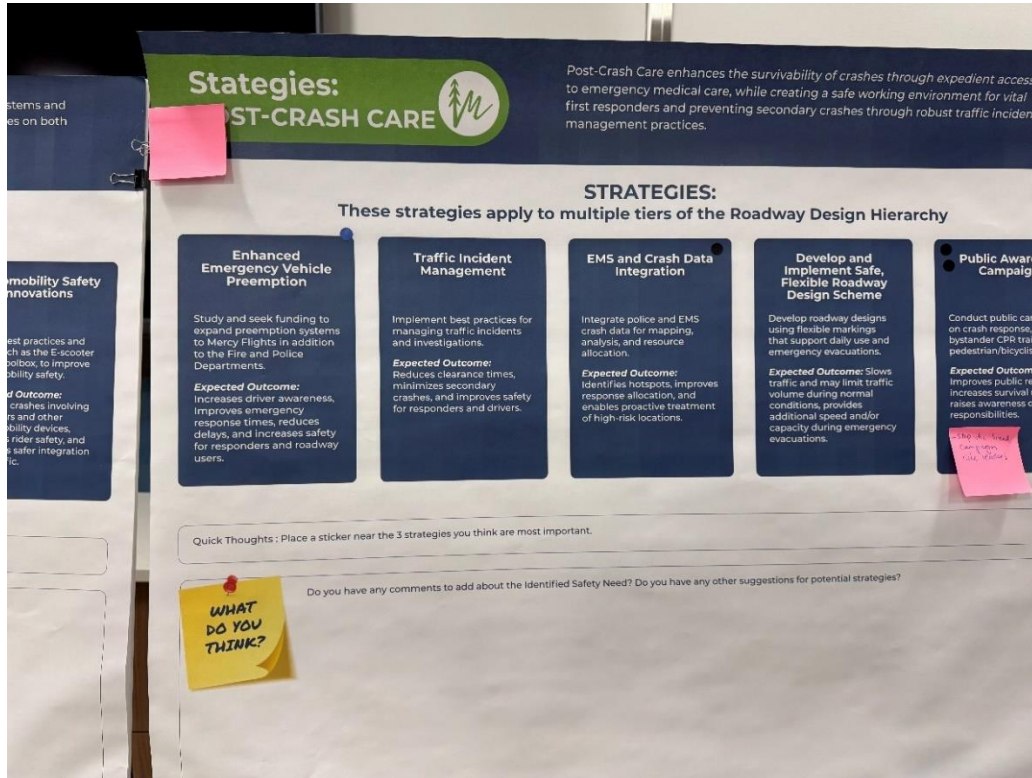 stems and
es on both
mobility Safety
nnovations
est practices and
ch as the E-scooter
olbox, to improve
obility safety.
d Outcome:
crashes involving
rs and other
bility devices,
s rider safety, and
s safer integration
fic.
Stategies:
OST-CRASH CARE
Post-Crash Care enhances the survivability of crashes through expedient access
to emergency medical care, while creating a safe working environment for vital
first responders and preventing secondary crashes through robust traffic inciden
management practices.
STRATEGIES:
These strategies apply to multiple tiers of the Roadway Design Hierarchy
Enhanced
Emergency Vehicle
Preemption
Study and seek funding to
expand preemption systems
to Mercy Flights in addition
to the Fire and Police
Departments.
Expected Outcome:
Increases driver awareness,
Improves emergency
response times, reduces
delays, and increases safety
for responders and roadway
users.
Traffic Incident
Management
Implement best practices for
managing traffic incidents
and investigations.
Expected Outcome:
Reduces clearance times,
minimizes secondary
crashes, and improves safety
for responders and drivers.
EMS and Crash Data
Integration
Integrate police and EMS
crash data for mapping,
analysis, and resource
allocation.
Expected Outcome:
Identifies hotspots, improves
response allocation, and
enables proactive treatment
of high-risk locations.
Develop and
Implement Safe,
Flexible Roadway
Design Scheme
Develop roadway designs
using flexible markings
that support daily use and
emergency evacuations.
Expected Outcome: Slows
traffic and may limit traffic
volume during normal
conditions, provides
additional speed and/or
capacity during emergency
evacuations.
Public Awar
Campaig
Conduct public ca
on crash response,
bystander CPR trai
pedestrian/bicyclis
Expected Outcom
Improves public re
increases survival
raises awareness o
responsibilities.
Quick Thoughts : Place a sticker near the 3 strategies you think are most important.
WHAT
DO YOU
THINK?
Do you have any comments to add about the Identified Safety Need? Do you have any other suggestions for potential strategies?